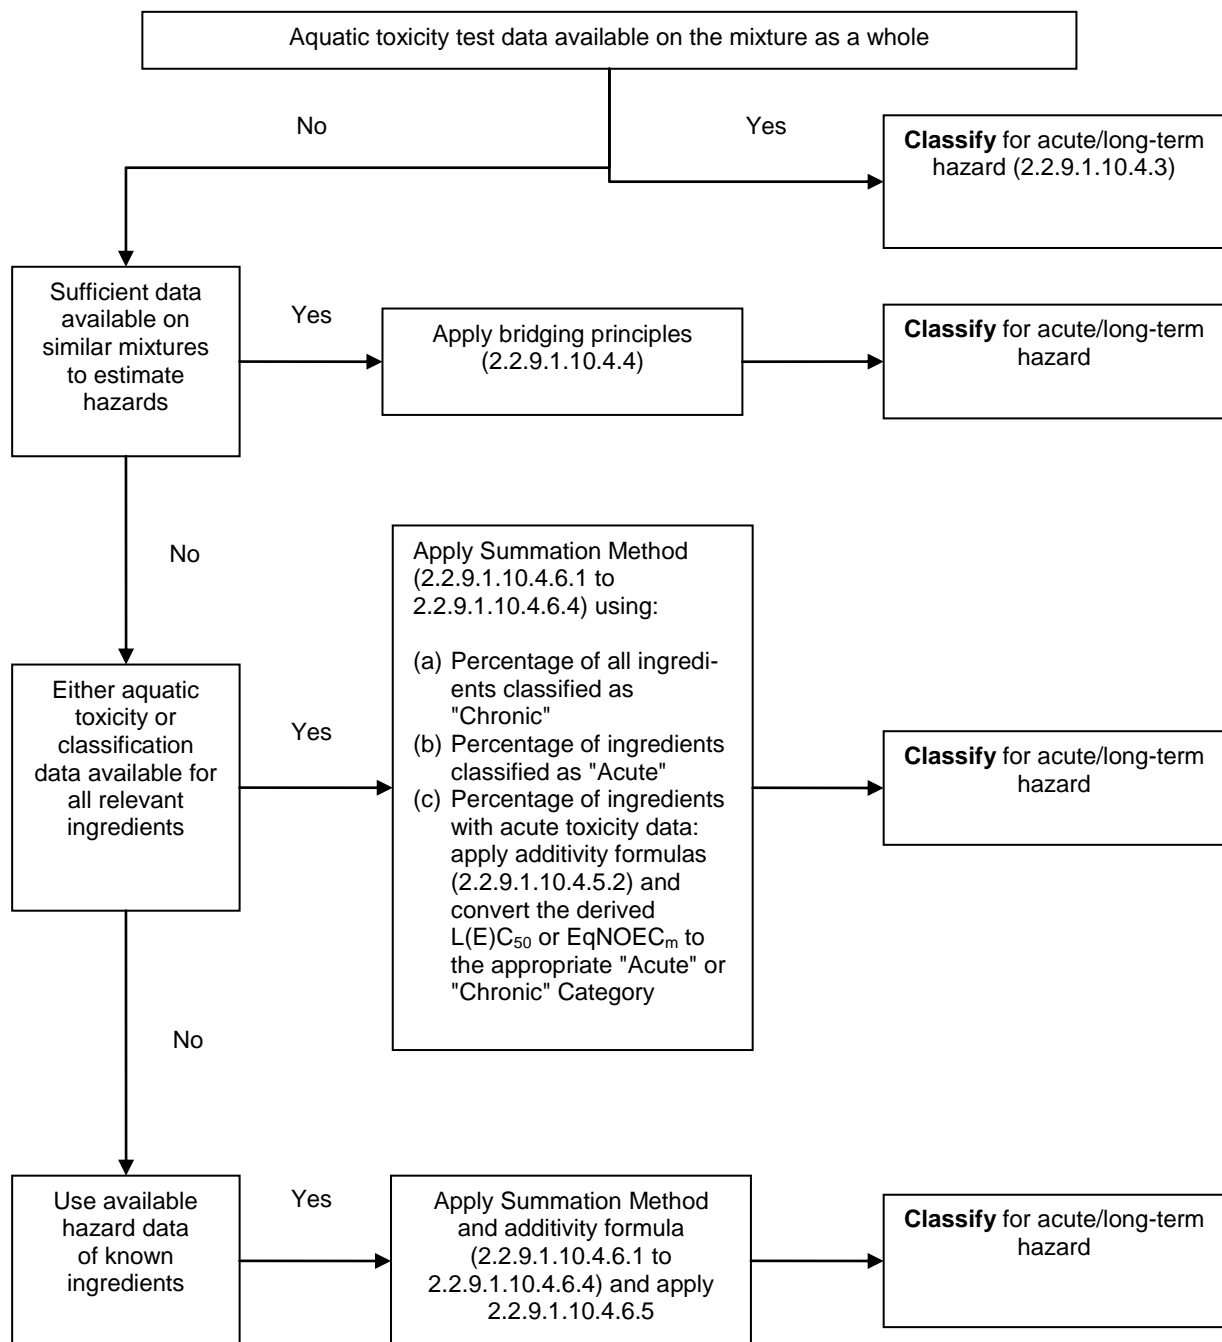 Aquatic toxicity test data available on the mixture as a whole
No
Yes
Classify for acute/long-term
hazard (2.2.9.1.10.4.3)
Sufficient data
available on
similar mixtures
to estimate
hazards
Yes
Apply bridging principles
(2.2.9.1.10.4.4)
Classify for acute/long-term
hazard
No
Either aquatic
toxicity or
classification
data available for
all relevant
ingredients
Yes
Apply Summation Method
(2.2.9.1.10.4.6.1 to
2.2.9.1.10.4.6.4) using:
(a) Percentage of all ingredi-
ents classified as
"Chronic"
(b) Percentage of ingredients
classified as "Acute"
(c) Percentage of ingredients
with acute toxicity data:
apply additivity formulas
(2.2.9.1.10.4.5.2) and
convert the derived
L(E)C50 or EqNOECm to
the appropriate "Acute" or
"Chronic" Category
Classify for acute/long-term
hazard
No
Use available
hazard data
of known
ingredients
Yes
Apply Summation Method
and additivity formula
(2.2.9.1.10.4.6.1 to
2.2.9.1.10.4.6.4) and apply
2.2.9.1.10.4.6.5
Classify for acute/long-term
hazard